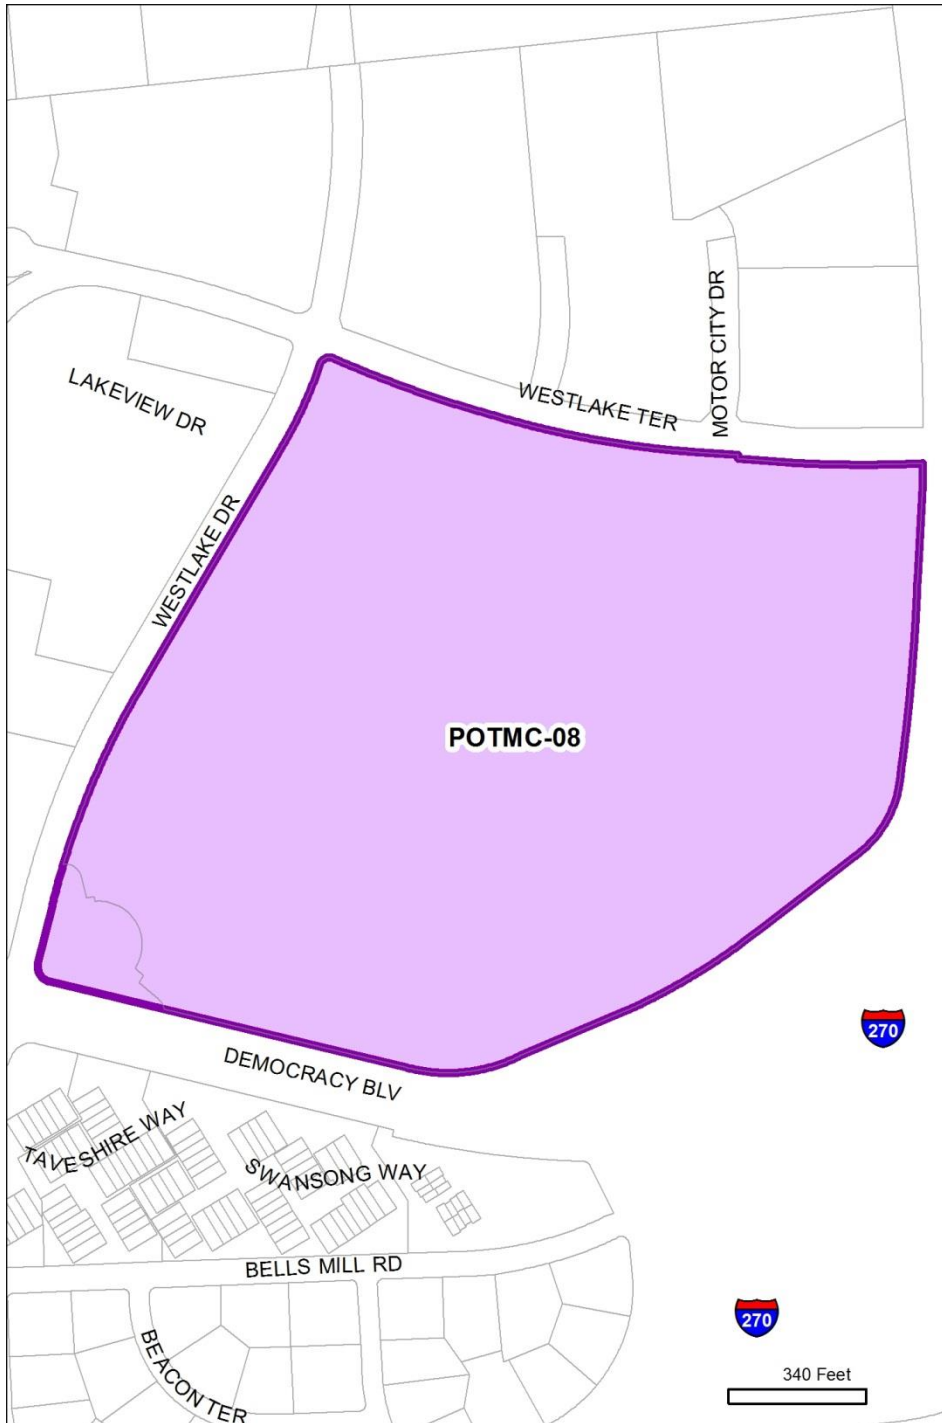 MOTOR CITY DR
LAKEVIEW DR
WESTLAKE TER
WESTLAKE DR
POTMC-08
270
DEMOCRACY BLV
TAVESHIRE WAY
SWANSONG WAY
BELLS MILL RD
270
BEACON TER
340 Feet